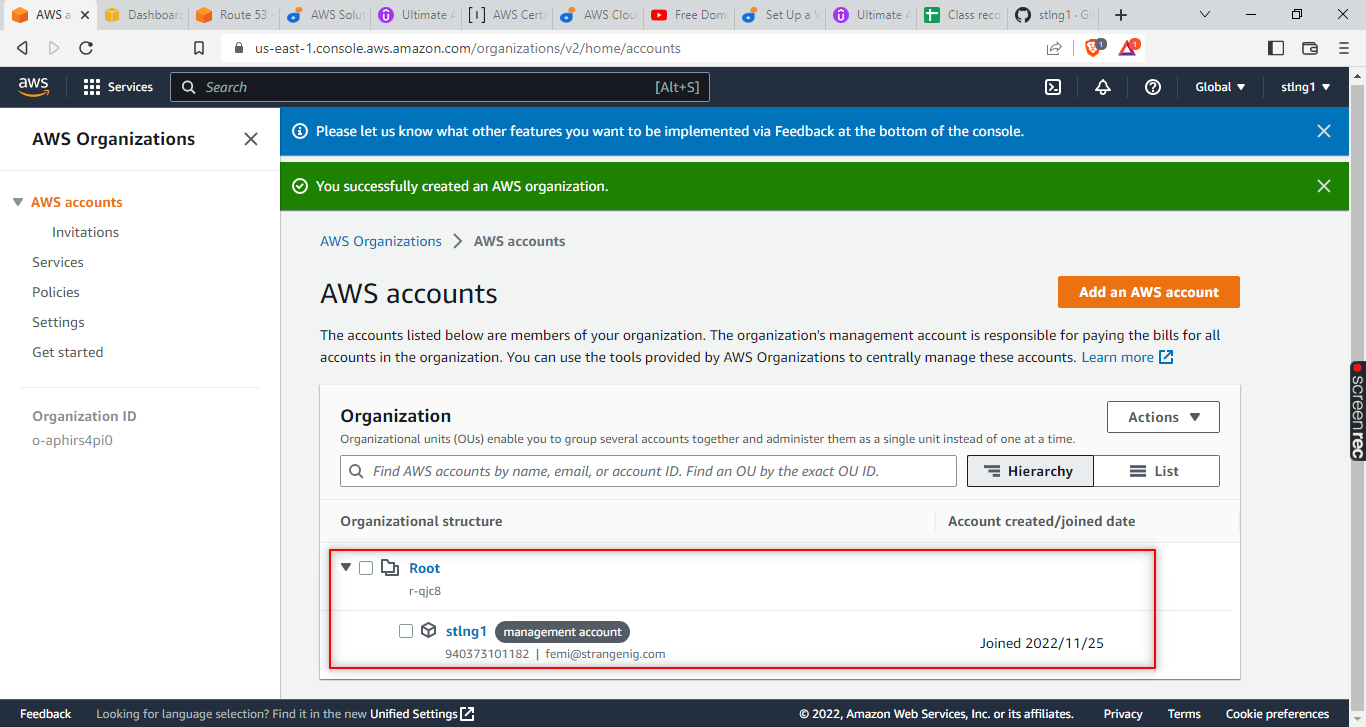 AWS a
Dashboard
Route 53 -
AWS Solut
Ultimate A
AWS Certi
AWS Clou
Free Doma
Set Up a V
Ultimate A
Class reco
stlng1 · Gi
us-east-1.console.aws.amazon.com/organizations/v2/home/accounts
1
1
aws
Services
Search
[Alt+S]
Global
stlng1
AWS Organizations
Please let us know what other features you want to be implemented via Feedback at the bottom of the console.
You successfully created an AWS organization.
AWS accounts
Invitations
Services
Policies
Settings
Get started
Organization ID
o-aphirs4pi0
AWS Organizations
AWS accounts
AWS accounts
Add an AWS account
The accounts listed below are members of your organization. The organization's management account is responsible for paying the bills for all
accounts in the organization. You can use the tools provided by AWS Organizations to centrally manage these accounts. Learn more
Organization
Actions
Organizational units (OUs) enable you to group several accounts together and administer them as a single unit instead of one at a time.
Find AWS accounts by name, email, or account ID. Find an OU by the exact OU ID.
Hierarchy
List
Organizational structure
Account created/joined date
Root
r-qjc8
stlng1 management account
940373101182 | femi@strangenig.com
Joined 2022/11/25
screenrec
Feedback
Looking for language selection? Find it in the new Unified Settings
© 2022, Amazon Web Services, Inc. or its affiliates.
Privacy
Terms
Cookie preferences